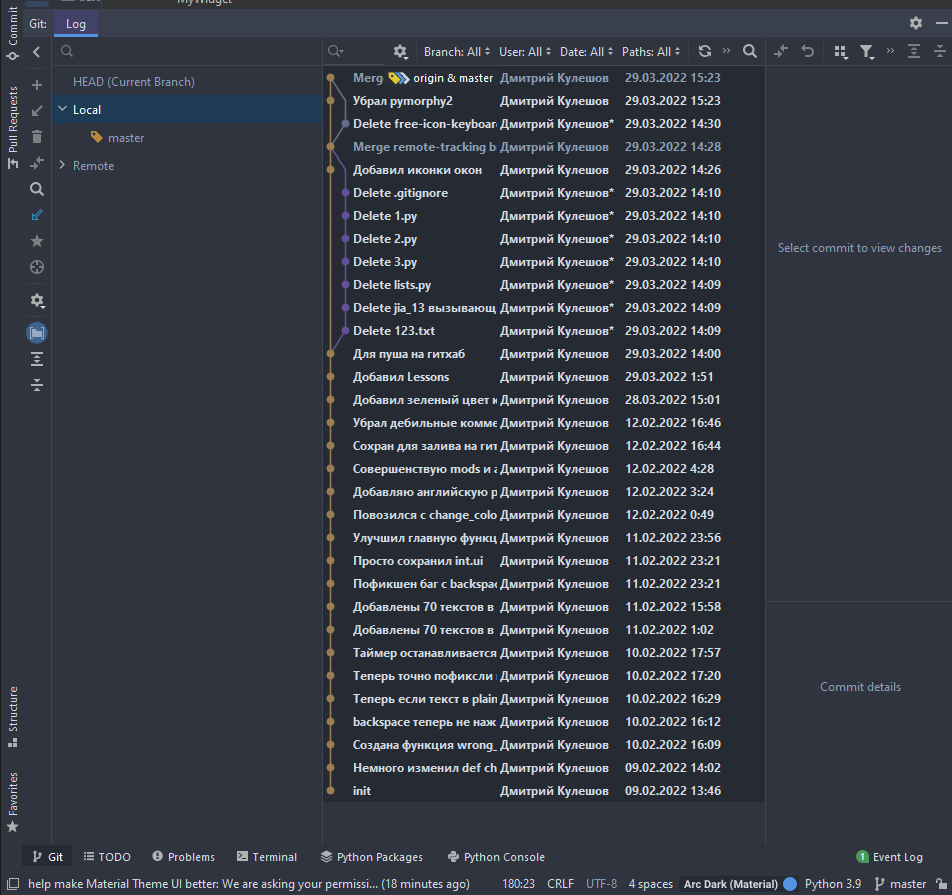 MyWidget
Commit
Pull Requests
Structure
Favorites
Git: Log
Branch: All User: All Date: All Paths: All
HEAD (Current Branch)
Local
master
Remote
Merg origin & master Дмитрий Кулешов 29.03.2022 15:23
Убрал pymorphy2 Дмитрий Кулешов 29.03.2022 15:23
Delete free-icon-keyboar Дмитрий Кулешов* 29.03.2022 14:30
Merge remote-tracking b Дмитрий Кулешов 29.03.2022 14:28
Добавил иконки окон Дмитрий Кулешов 29.03.2022 14:26
Delete .gitignore Дмитрий Кулешов* 29.03.2022 14:10
Delete 1.py Дмитрий Кулешов* 29.03.2022 14:10
Delete 2.py Дмитрий Кулешов* 29.03.2022 14:10
Delete 3.py Дмитрий Кулешов* 29.03.2022 14:10
Delete lists.py Дмитрий Кулешов* 29.03.2022 14:09
Delete jia_13 вызывающ Дмитрий Кулешов* 29.03.2022 14:09
Delete 123.txt Дмитрий Кулешов* 29.03.2022 14:09
Для пуша на гитхаб Дмитрий Кулешов 29.03.2022 14:00
Добавил Lessons Дмитрий Кулешов 29.03.2022 1:51
Добавил зеленый цвет к Дмитрий Кулешов 28.03.2022 15:01
Убрал дебильные комме Дмитрий Кулешов 12.02.2022 16:46
Сохран для залива на гит Дмитрий Кулешов 12.02.2022 16:44
Совершенствую mods и а Дмитрий Кулешов 12.02.2022 4:28
Добавляю английскую р Дмитрий Кулешов 12.02.2022 3:24
Повозился с change_colo Дмитрий Кулешов 12.02.2022 0:49
Улучшил главную функц Дмитрий Кулешов 11.02.2022 23:56
Просто сохранил int.ui Дмитрий Кулешов 11.02.2022 23:21
Пофикшен баг с backspac Дмитрий Кулешов 11.02.2022 23:21
Добавлены 70 текстов в Дмитрий Кулешов 11.02.2022 15:58
Добавлены 70 текстов в Дмитрий Кулешов 11.02.2022 1:02
Таймер останавливается Дмитрий Кулешов 10.02.2022 17:57
Теперь точно пофиксли Дмитрий Кулешов 10.02.2022 17:20
Теперь если текст в plain Дмитрий Кулешов 10.02.2022 16:29
backspace теперь не наж Дмитрий Кулешов 10.02.2022 16:12
Создана функция wrong_ Дмитрий Кулешов 10.02.2022 16:09
Немного изменил def ch Дмитрий Кулешов 09.02.2022 14:02
init Дмитрий Кулешов 09.02.2022 13:46
Select commit to view changes
Commit details
Git TODO Problems Terminal Python Packages Python Console 1 Event Log
help make Material Theme UI better: We are asking your permissi... (18 minutes ago) 180:23 CRLF UTF-8 4 spaces Arc Dark (Material) Python 3.9 master